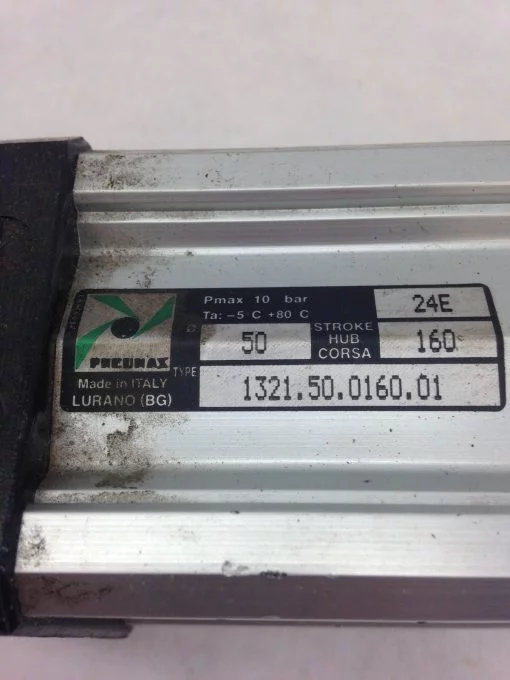 Pmax 10 bar
24E
Ta: -5°C +80 C
Ø 50 STROKE HUB CORSA 160
PNEUMAX
TYPE 1321.50.0160.01
Made in ITALY
LURANO (BG)